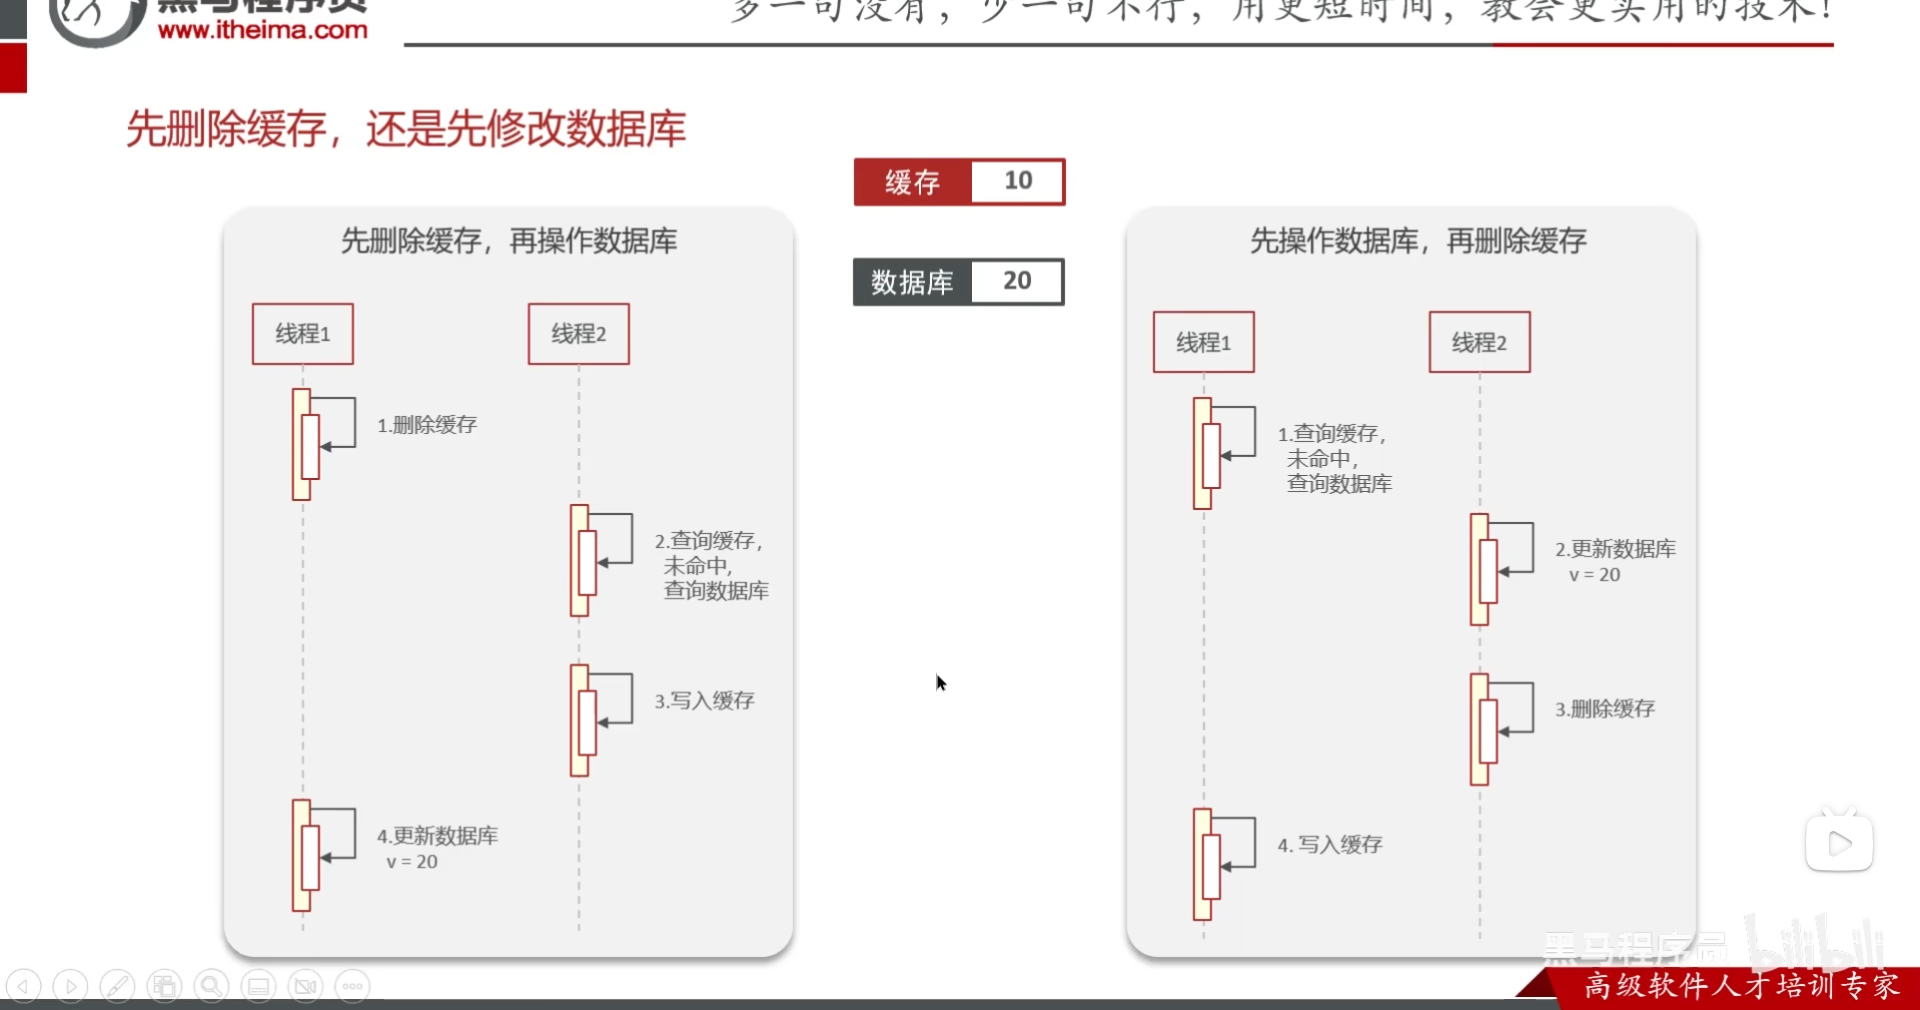 黑马程序员
www.itheima.com
多一句没有，少一句不行，用更短时间，教会更实用的技术！
先删除缓存，还是先修改数据库
缓存 10
数据库 20
先删除缓存，再操作数据库
线程1 线程2
1.删除缓存
2.查询缓存，
未命中，
查询数据库
3.写入缓存
4.更新数据库
v = 20
先操作数据库，再删除缓存
线程1 线程2
1.查询缓存，
未命中，
查询数据库
2.更新数据库
v = 20
3.删除缓存
4. 写入缓存
黑马程序员 bilibili
高级软件人才培训专家